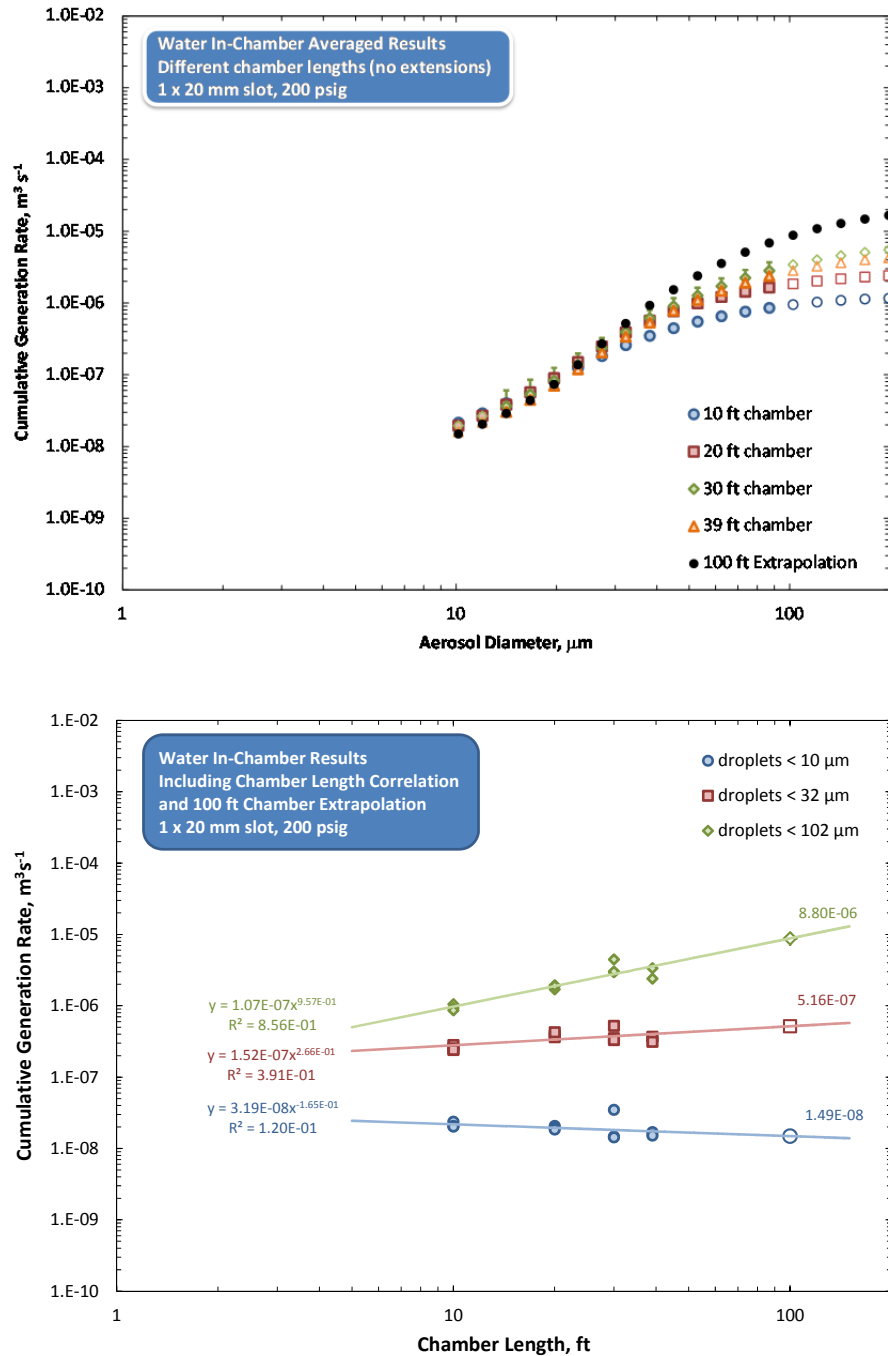 1.0E-02
1.0E-03
1.0E-04
1.0E-05
1.0E-06
1.0E-07
1.0E-08
1.0E-09
1.0E-10
Cumulative Generation Rate, m³ s⁻¹
Water In-Chamber Averaged Results
Different chamber lengths (no extensions)
1 x 20 mm slot, 200 psig
10 ft chamber
20 ft chamber
30 ft chamber
39 ft chamber
100 ft Extrapolation
1
10
100
Aerosol Diameter, µm
1.E-02
1.E-03
1.E-04
1.E-05
1.E-06
1.E-07
1.E-08
1.E-09
1.E-10
Cumulative Generation Rate, m³s⁻¹
Water In-Chamber Results
Including Chamber Length Correlation
and 100 ft Chamber Extrapolation
1 x 20 mm slot, 200 psig
droplets < 10 µm
droplets < 32 µm
droplets < 102 µm
8.80E-06
y = 1.07E-07x^9.57E-01
R² = 8.56E-01
5.16E-07
y = 1.52E-07x^2.66E-01
R² = 3.91E-01
y = 3.19E-08x^-1.65E-01
R² = 1.20E-01
1.49E-08
1
10
100
Chamber Length, ft